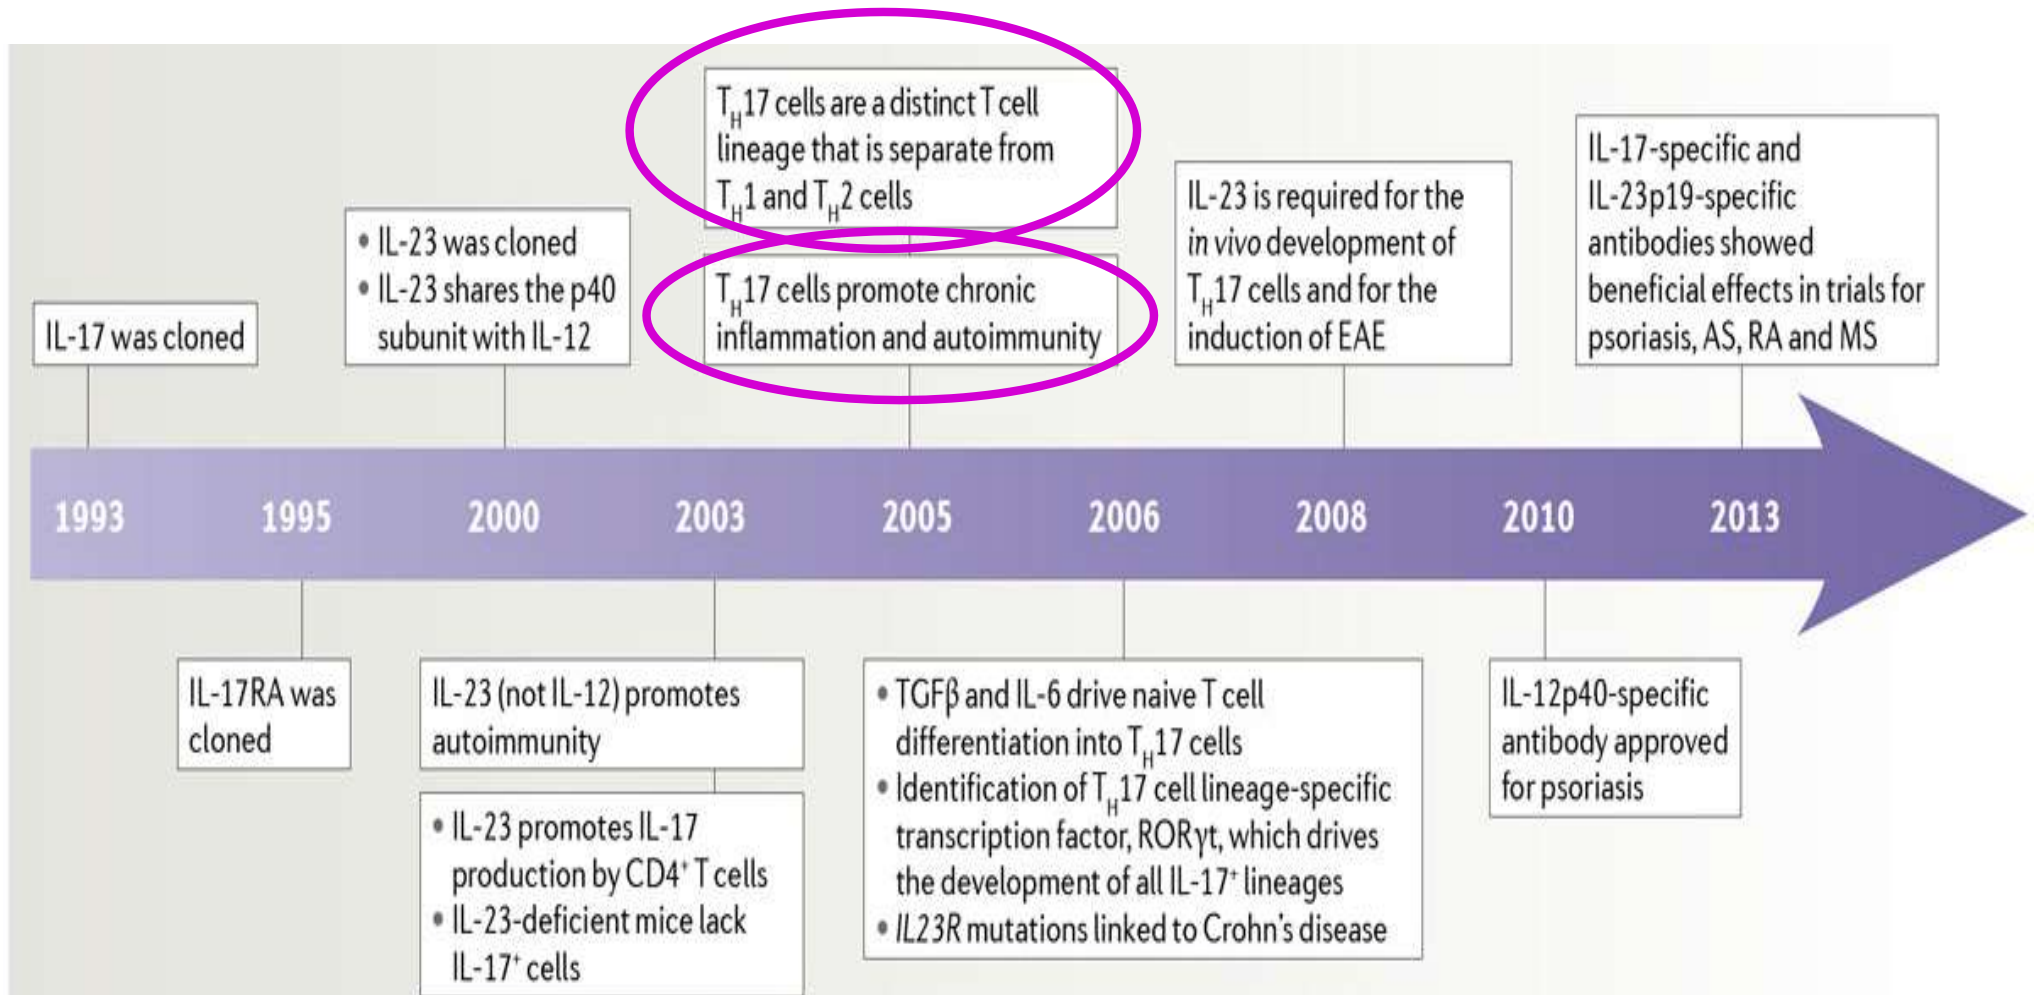 T_H17 cells are a distinct T cell
lineage that is separate from
T_H1 and T_H2 cells
IL-17-specific and
IL-23p19-specific
antibodies showed
beneficial effects in trials for
psoriasis, AS, RA and MS
IL-23 is required for the
in vivo development of
T_H17 cells and for the
induction of EAE
• IL-23 was cloned
• IL-23 shares the p40
subunit with IL-12
T_H17 cells promote chronic
inflammation and autoimmunity
IL-17 was cloned
1993 1995 2000 2003 2005 2006 2008 2010 2013
IL-17RA was
cloned
IL-23 (not IL-12) promotes
autoimmunity
• IL-23 promotes IL-17
production by CD4⁺ T cells
• IL-23-deficient mice lack
IL-17⁺ cells
• TGFβ and IL-6 drive naive T cell
differentiation into T_H17 cells
• Identification of T_H17 cell lineage-specific
transcription factor, RORγt, which drives
the development of all IL-17⁺ lineages
• IL23R mutations linked to Crohn's disease
IL-12p40-specific
antibody approved
for psoriasis